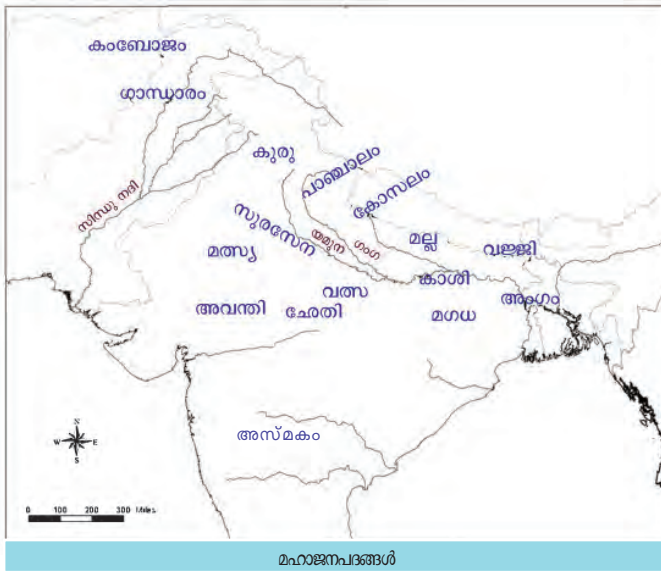 കംബോജം
ഗാന്ധാരം
കുരു
പാഞ്ചാലം
കോസലം
സിന്ധു നദി
സുരസേന
യമുന
ഗംഗ
മല്ല
വജ്ജി
മത്സ്യ
കാശി
വത്സ
അംഗം
അവന്തി
ഛേതി
മഗധ
അസ്മകം
N
W E
S
0 100 200 300 Miles
മഹാജനപദങ്ങൾ